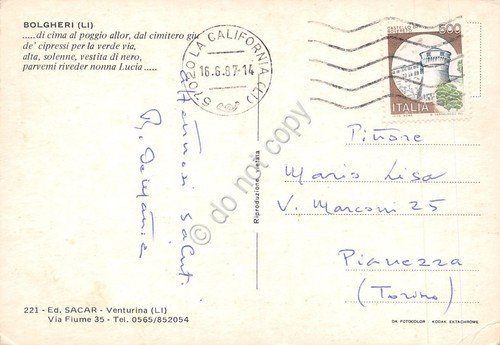 BOLGHERI (LI)
.....di cima al poggio allor, dal cimitero giù
de' cipressi per la verde via,
alta, solenne, vestita di nero,
parvemi riveder nonna Lucia .....
57020 LA CALIFORNIA (LI)
16.6.87-14
500
ITALIA
saluti
R.
Riproduzione vietata
do not copy
Pittore
Mario Lisa
V. Marconi 25
Pianezza
(Torino)
221 - Ed. SACAR - Venturina (LI)
Via Fiume 35 - Tel. 0565/852054
DA FOTOCOLOR - KODAK EKTACHROME